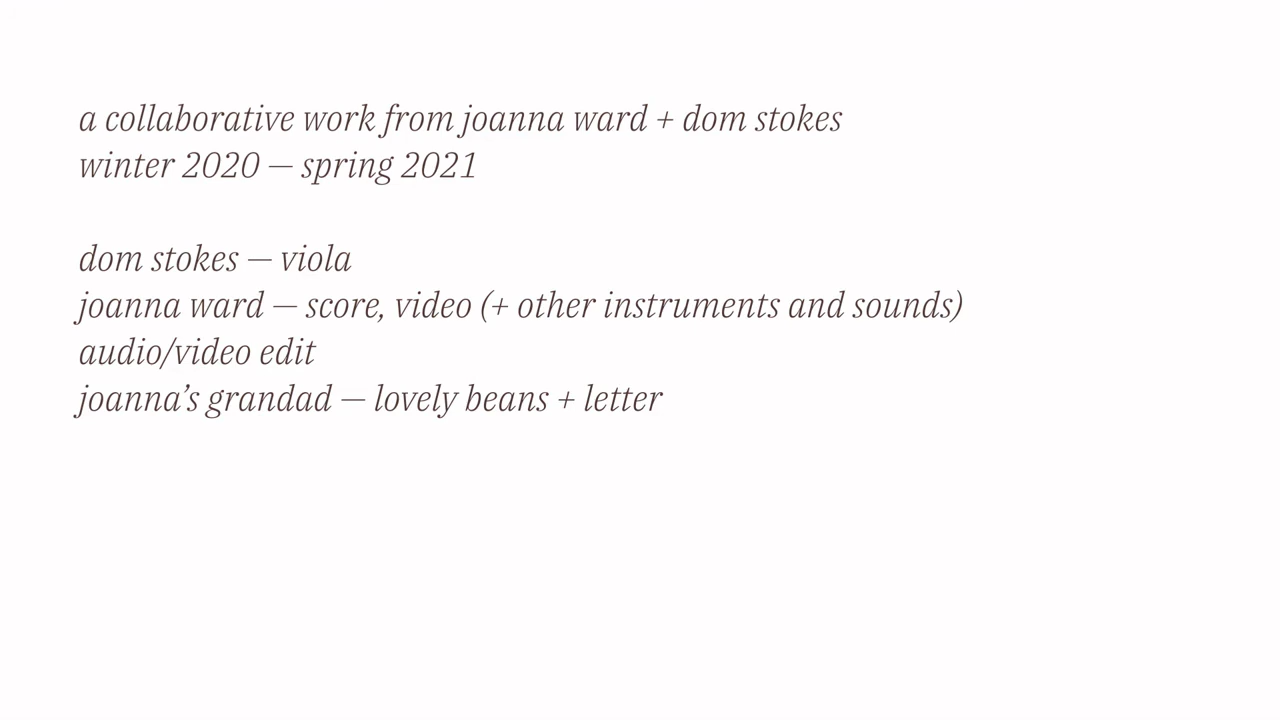 a collaborative work from joanna ward + dom stokes
winter 2020 — spring 2021
dom stokes — viola
joanna ward — score, video (+ other instruments and sounds)
audio/video edit
joanna’s grandad — lovely beans + letter